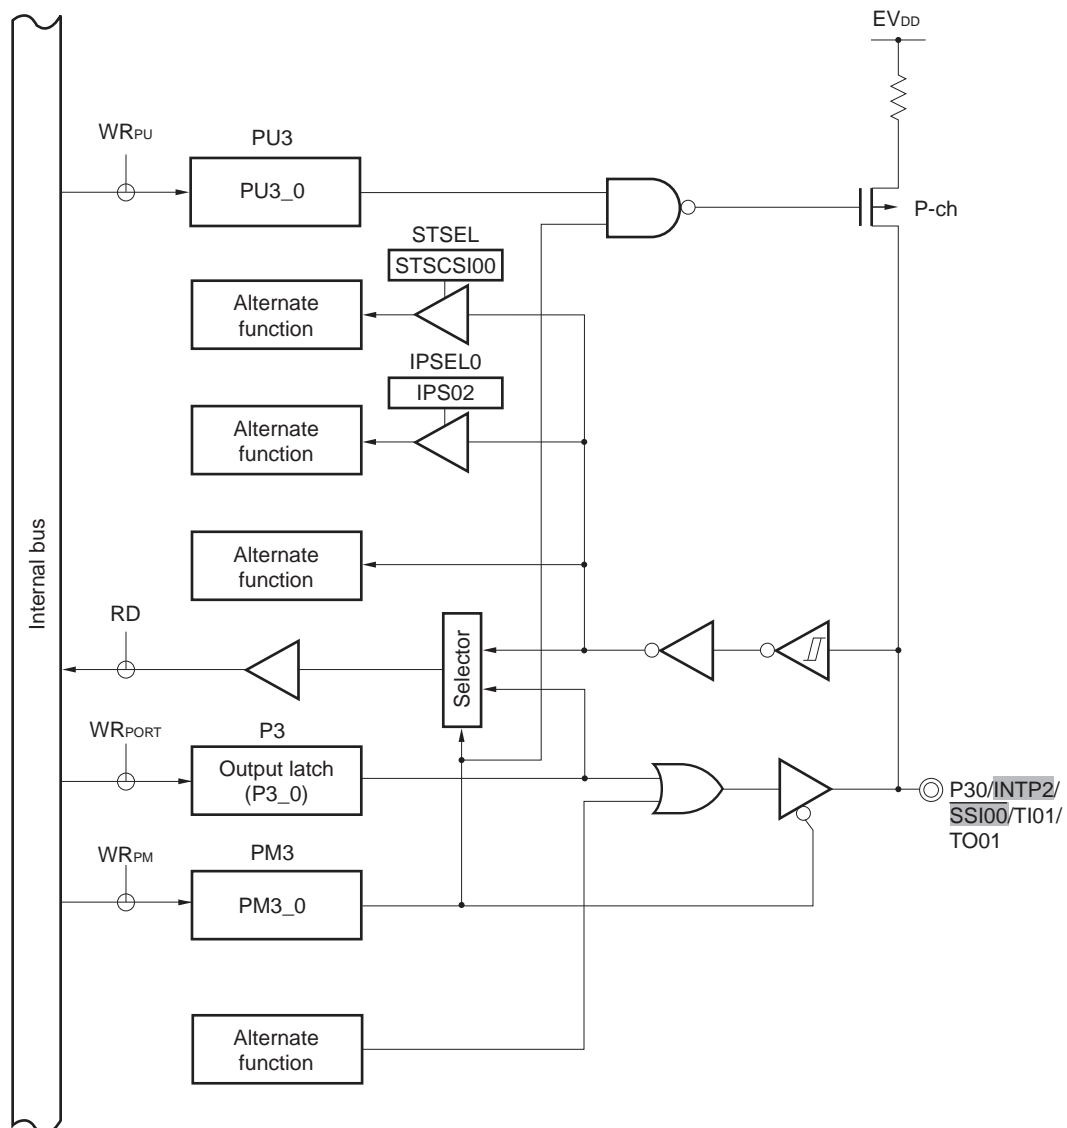 EVDD
WRPU
PU3
PU3_0
P-ch
STSEL
STSCSI00
Alternate
function
IPSEL0
IPS02
Alternate
function
Internal bus
Alternate
function
RD
Selector
WRPORT
P3
Output latch
(P3_0)
P30/INTP2/
SSI00/TI01/
TO01
WRPM
PM3
PM3_0
Alternate
function